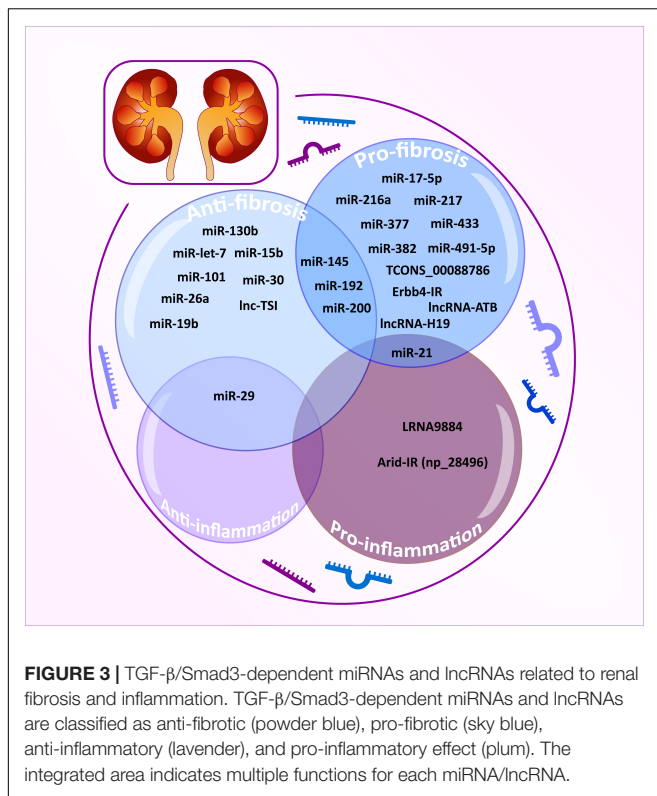 Pro-fibrosis
miR-17-5p
miR-216a miR-217
miR-377 miR-433
miR-382 miR-491-5p
TCONS_00088786
Erbb4-IR
lncRNA-ATB
lncRNA-H19
Anti-fibrosis
miR-130b
miR-let-7 miR-15b
miR-101 miR-30
miR-26a lnc-TSI
miR-19b
miR-145
miR-192
miR-200
miR-21
miR-29
LRNA9884
Arid-IR (np_28496)
Anti-inflammation
Pro-inflammation
FIGURE 3 | TGF-β/Smad3-dependent miRNAs and lncRNAs related to renal
fibrosis and inflammation. TGF-β/Smad3-dependent miRNAs and lncRNAs
are classified as anti-fibrotic (powder blue), pro-fibrotic (sky blue),
anti-inflammatory (lavender), and pro-inflammatory effect (plum). The
integrated area indicates multiple functions for each miRNA/lncRNA.